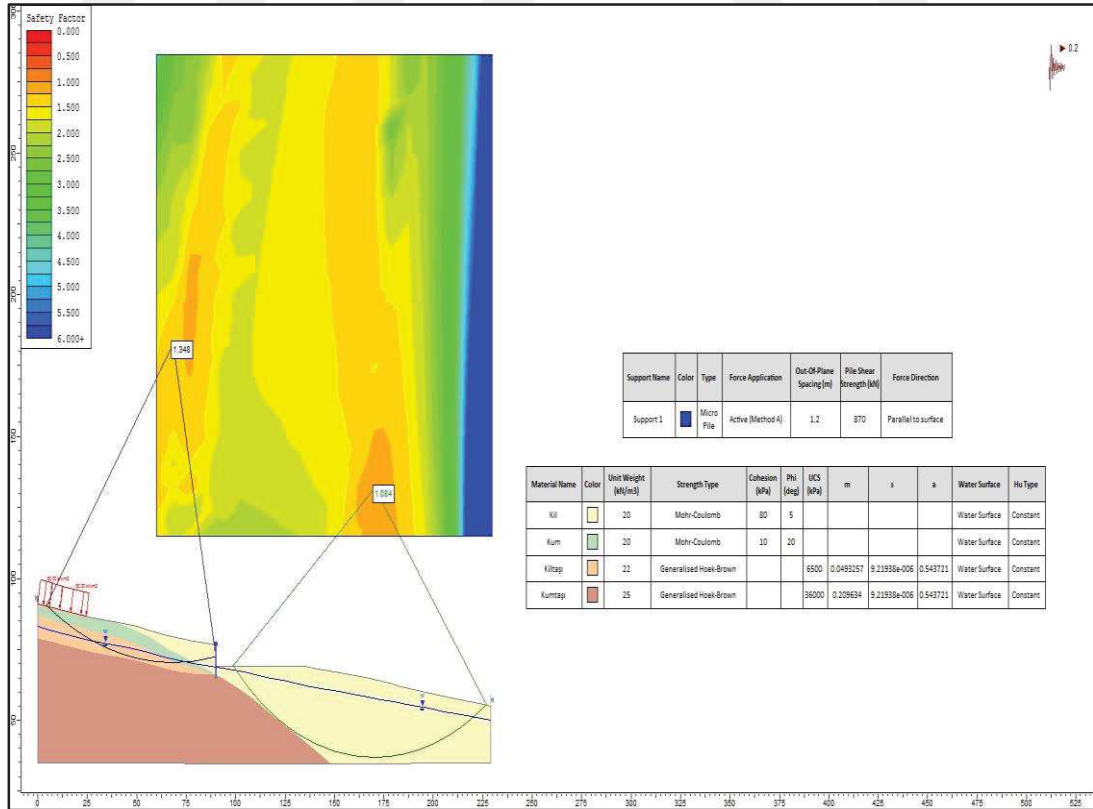 Safety Factor
0.000
0.500
1.000
1.500
2.000
2.500
3.000
3.500
4.000
4.500
5.000
5.500
6.000+
0.2
1.348
1.084
Support Name Color Type Force Application Out-Of-Plane Spacing (m) Pile Shear Strength (kN) Force Direction
Support 1 Micro Pile Active (Method A) 1.2 870 Parallel to surface
Material Name Color Unit Weight (kN/m3) Strength Type Cohesion (kPa) Phi (deg) UCS (kPa) m s a Water Surface Hu Type
Kil 20 Mohr-Coulomb 80 5 Water Surface Constant
Kum 20 Mohr-Coulomb 10 20 Water Surface Constant
Kiltaşı 22 Generalised Hoek-Brown 6500 0.0493257 9.21938e-006 0.543721 Water Surface Constant
Kumtaşı 25 Generalised Hoek-Brown 36000 0.209634 9.21938e-006 0.543721 Water Surface Constant
300
250
200
150
100
50
0 25 50 75 100 125 150 175 200 225 250 275 300 325 350 375 400 425 450 475 500 525